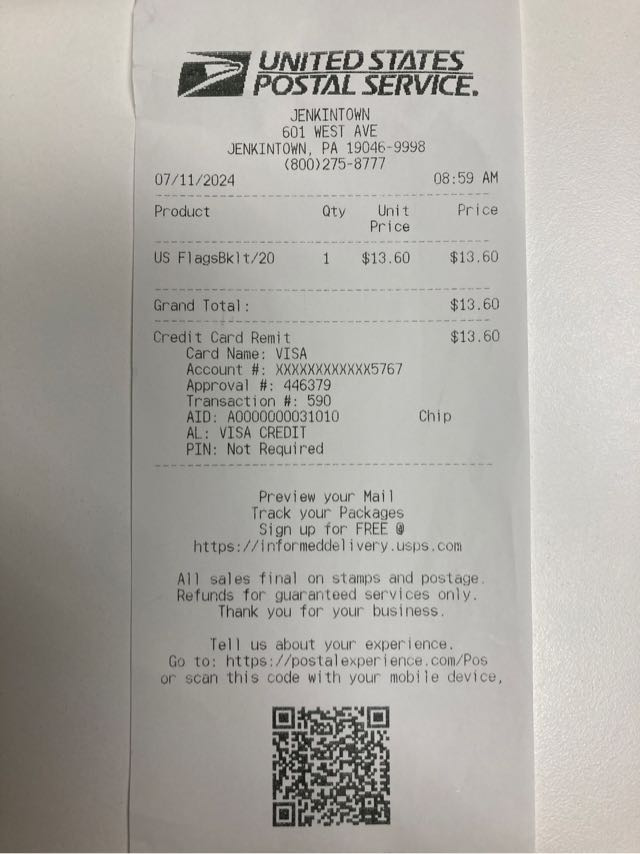 UNITED STATES
POSTAL SERVICE.
JENKINTOWN
601 WEST AVE
JENKINTOWN, PA 19046-9998
(800)275-8777
07/11/2024 08:59 AM
Product Qty Unit Price
Price
US FlagsBklt/20 1 $13.60 $13.60
Grand Total: $13.60
Credit Card Remit $13.60
Card Name: VISA
Account #: XXXXXXXXXXXX5767
Approval #: 446379
Transaction #: 590
AID: A0000000031010 Chip
AL: VISA CREDIT
PIN: Not Required
Preview your Mail
Track your Packages
Sign up for FREE @
https://informeddelivery.usps.com
All sales final on stamps and postage.
Refunds for guaranteed services only.
Thank you for your business.
Tell us about your experience.
Go to: https://postalexperience.com/Pos
or scan this code with your mobile device,